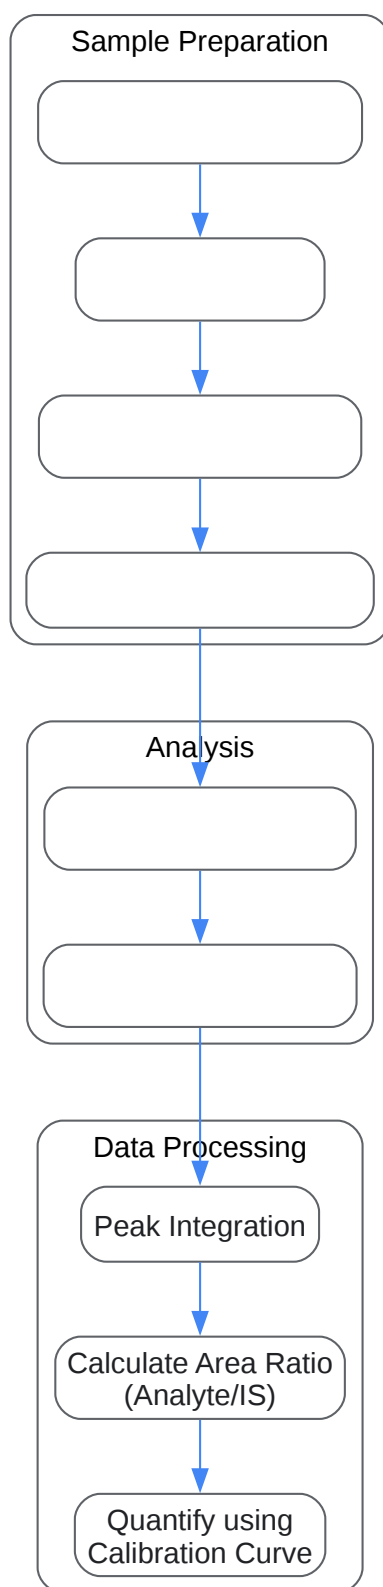 Sample Preparation
Analysis
Data Processing
Peak Integration
Calculate Area Ratio
(Analyte/IS)
Quantify using
Calibration Curve